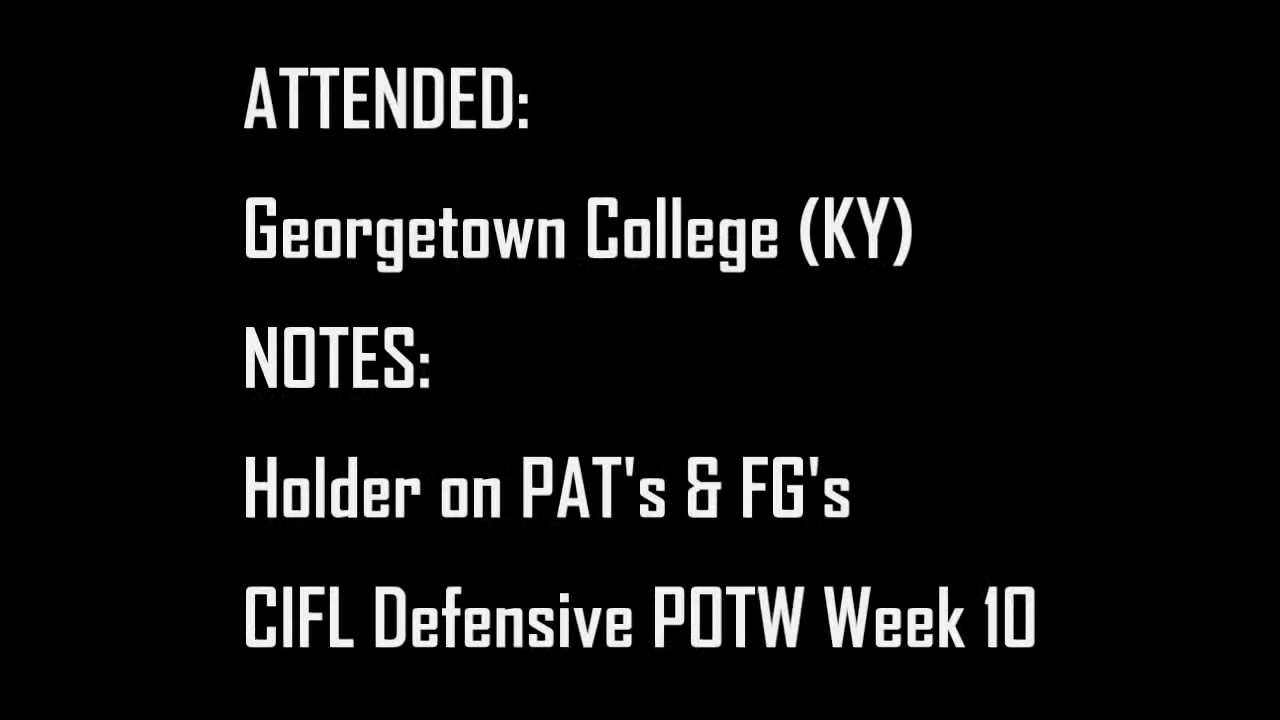 ATTENDED:
Georgetown College (KY)
NOTES:
Holder on PAT's & FG's
CIFL Defensive POTW Week 10